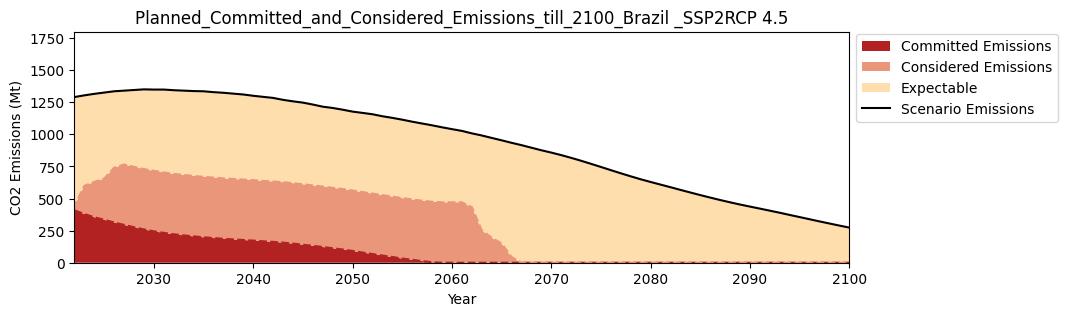 Planned_Committed_and_Considered_Emissions_till_2100_Brazil _SSP2RCP 4.5
CO2 Emissions (Mt)
1750
1500
1250
1000
750
500
250
0
2030 2040 2050 2060 2070 2080 2090 2100
Year
Committed Emissions
Considered Emissions
Expectable
Scenario Emissions